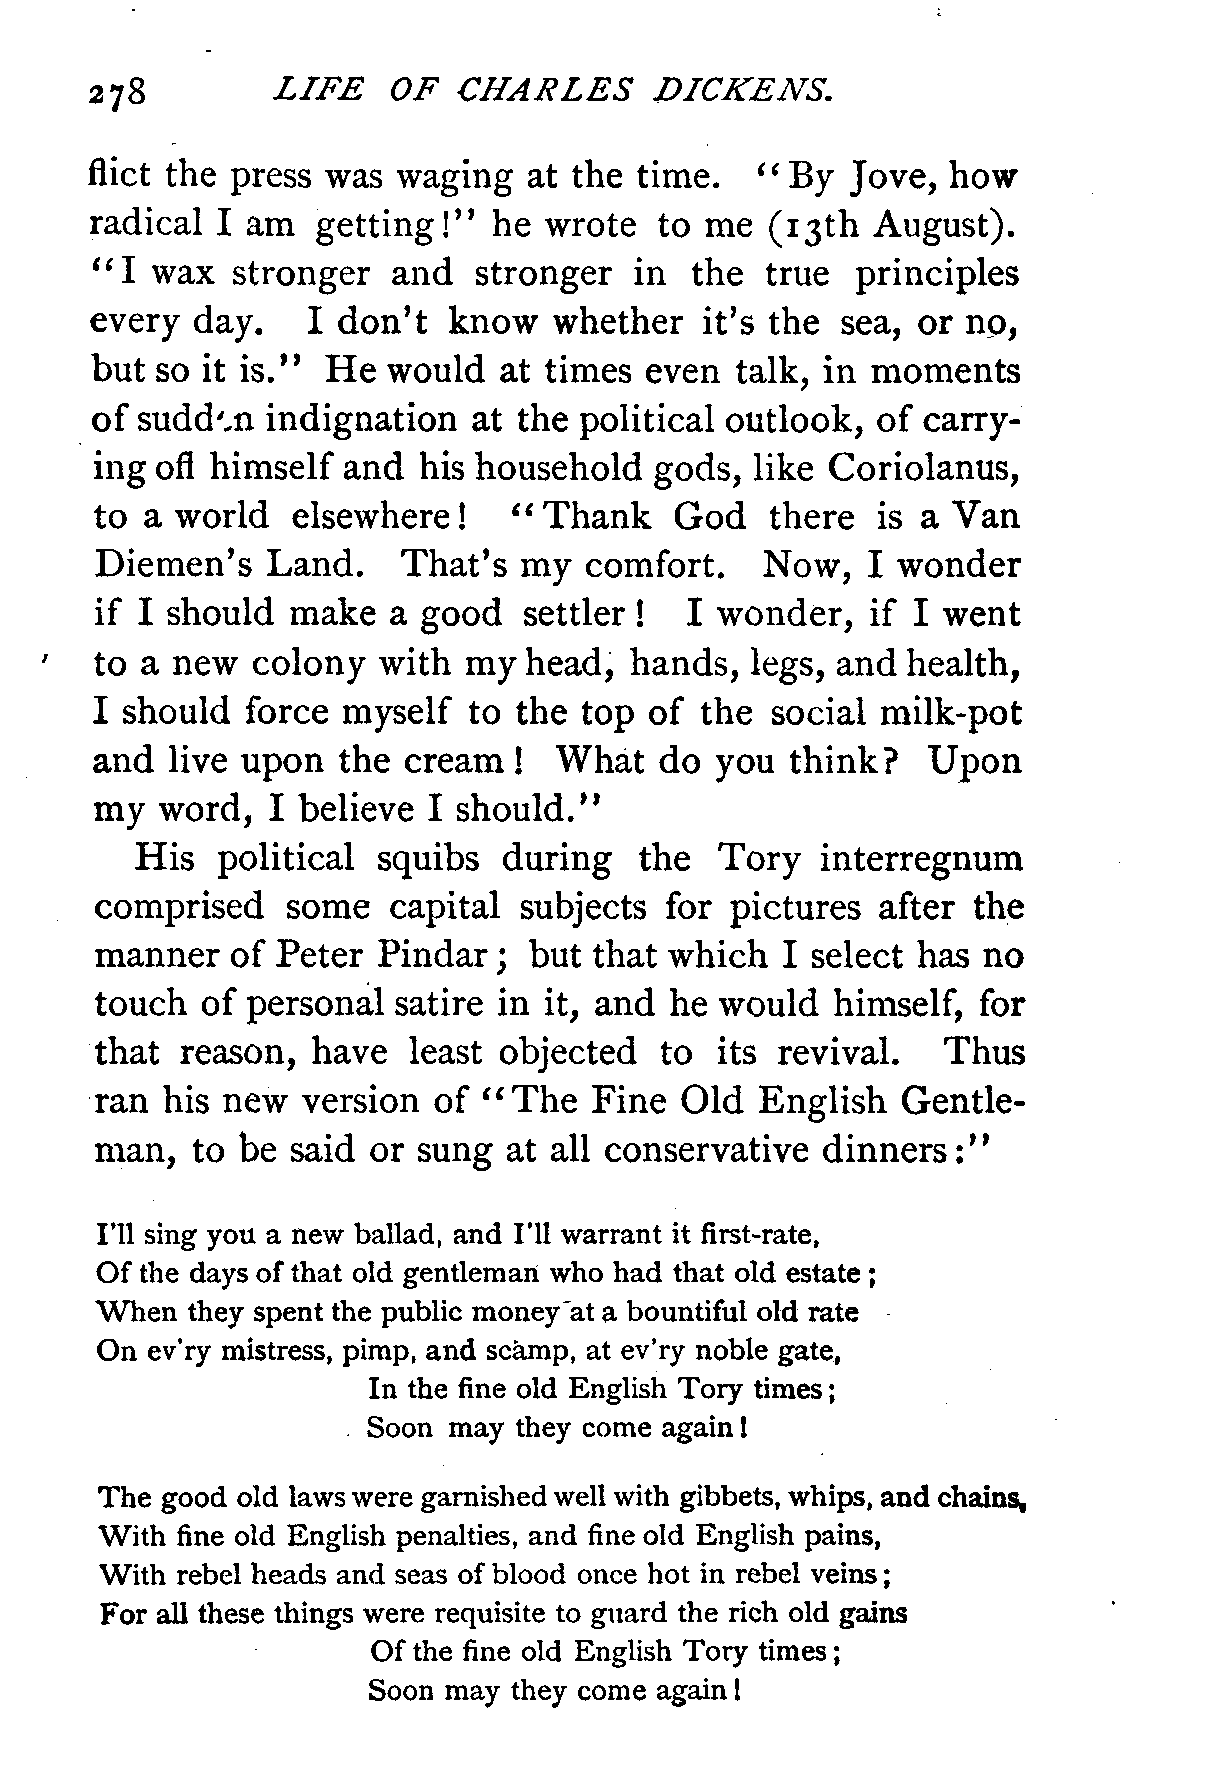 278 LIFE OF CHARLES DICKENS.
flict the press was waging at the time. "By Jove, how
radical I am getting!" he wrote to me (13th August).
"I wax stronger and stronger in the true principles
every day. I don't know whether it's the sea, or no,
but so it is." He would at times even talk, in moments
of sudden indignation at the political outlook, of carry-
ing off himself and his household gods, like Coriolanus,
to a world elsewhere! "Thank God there is a Van
Diemen's Land. That's my comfort. Now, I wonder
if I should make a good settler! I wonder, if I went
to a new colony with my head, hands, legs, and health,
I should force myself to the top of the social milk-pot
and live upon the cream! What do you think? Upon
my word, I believe I should."
His political squibs during the Tory interregnum
comprised some capital subjects for pictures after the
manner of Peter Pindar; but that which I select has no
touch of personal satire in it, and he would himself, for
that reason, have least objected to its revival. Thus
ran his new version of "The Fine Old English Gentle-
man, to be said or sung at all conservative dinners:"
I'll sing you a new ballad, and I'll warrant it first-rate,
Of the days of that old gentleman who had that old estate;
When they spent the public money at a bountiful old rate
On ev'ry mistress, pimp, and scamp, at ev'ry noble gate,
In the fine old English Tory times;
Soon may they come again!
The good old laws were garnished well with gibbets, whips, and chains,
With fine old English penalties, and fine old English pains,
With rebel heads and seas of blood once hot in rebel veins;
For all these things were requisite to guard the rich old gains
Of the fine old English Tory times;
Soon may they come again!